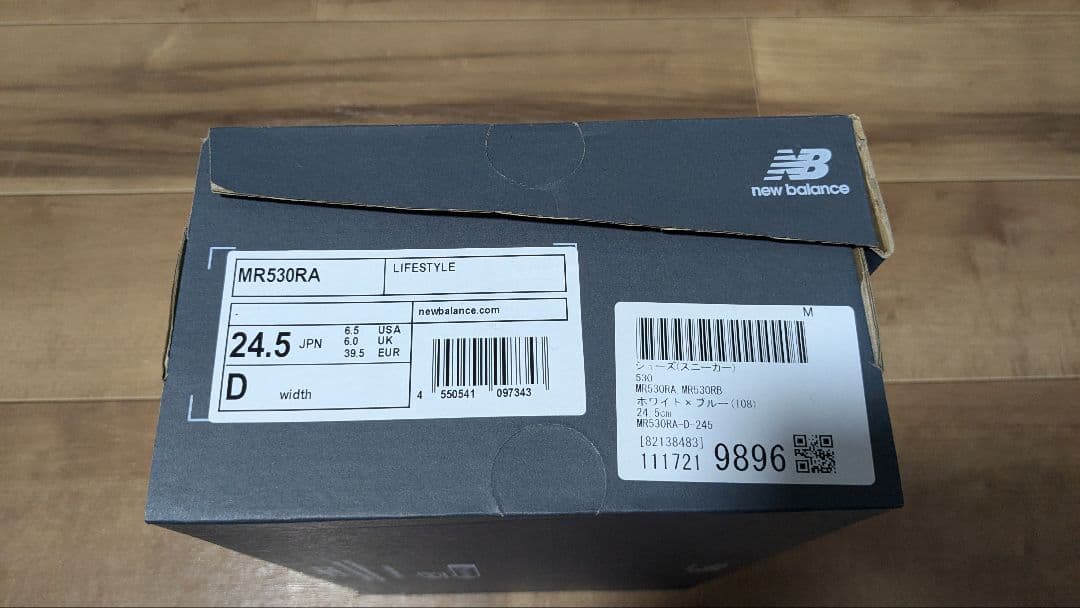 NB
new balance
MR530RA
LIFESTYLE
-
newbalance.com
24.5 JPN
6.5 USA
6.0 UK
39.5 EUR
D width
4 550541 097343
M
シューズ(スニーカー)
530
MR530RA MR530RB
ホワイト×ブルー(108)
24.5cm
MR530RA-D-245
[82138483]
111721 9896